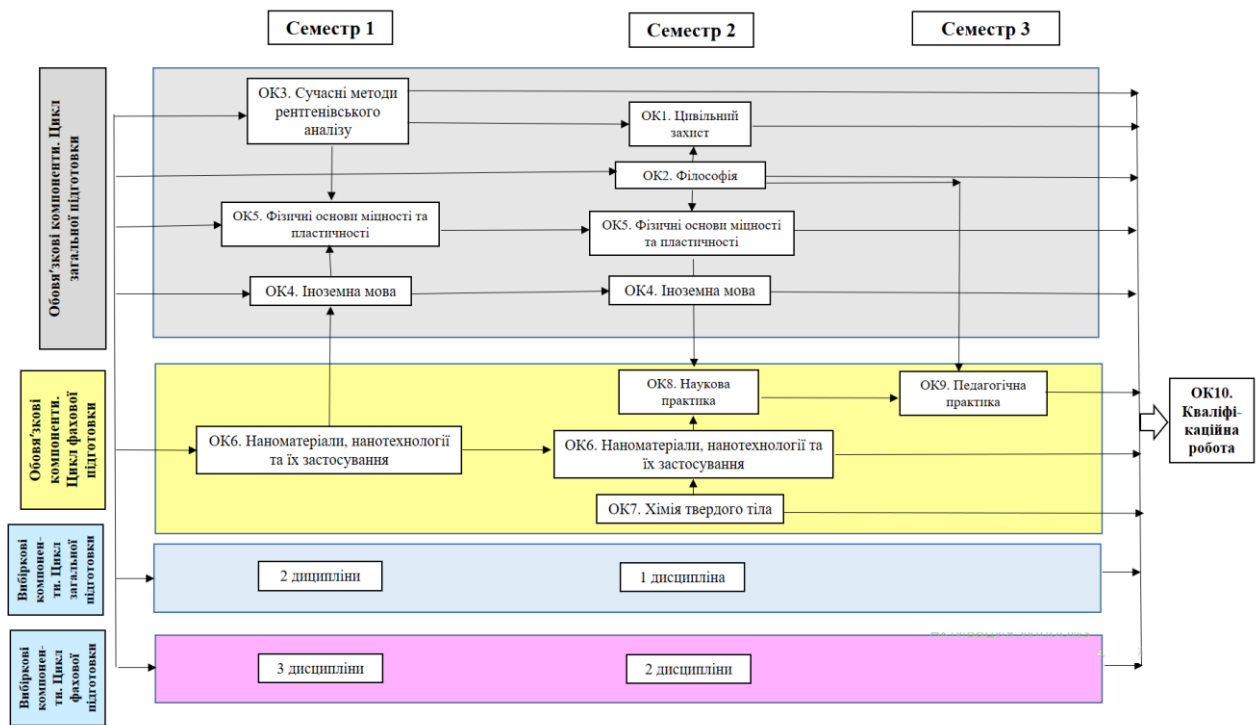 Семестр 1
Семестр 2
Семестр 3
Обов'язкові компоненти. Цикл
загальної підготовки
ОК3. Сучасні методи
рентгенівського
аналізу
ОК1. Цивільний
захист
ОК2. Філософія
ОК5. Фізичні основи міцності та
пластичності
ОК5. Фізичні основи міцності
та пластичності
ОК4. Іноземна мова
ОК4. Іноземна мова
Обов'язкові
компоненти.
Цикл фахової
підготовки
ОК8. Наукова
практика
ОК9. Педагогічна
практика
ОК6. Наноматеріали, нанотехнології
та їх застосування
ОК6. Наноматеріали, нанотехнології
та їх застосування
ОК7. Хімія твердого тіла
ОК10.
Кваліфі-
каційна
робота
Вибіркові
компонен-
ти. Цикл
загальної
підготовки
2 дициплiни
1 дисципліна
Вибіркові
компонен-
ти. Цикл
фахової
підготовки
3 дисципліни
2 дисципліни